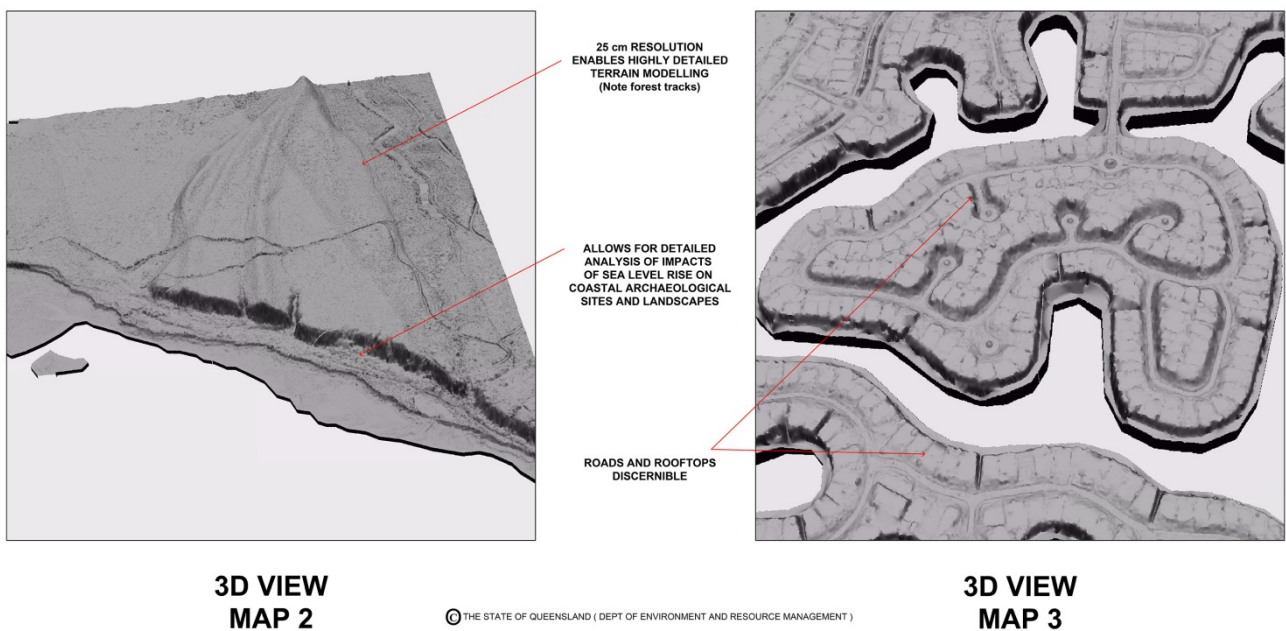 25 cm RESOLUTION
ENABLES HIGHLY DETAILED
TERRAIN MODELLING
(Note forest tracks)
ALLOWS FOR DETAILED
ANALYSIS OF IMPACTS
OF SEA LEVEL RISE ON
COASTAL ARCHAEOLOGICAL
SITES AND LANDSCAPES
ROADS AND ROOFTOPS
DISCERNIBLE
3D VIEW
MAP 2
© THE STATE OF QUEENSLAND ( DEPT OF ENVIRONMENT AND RESOURCE MANAGEMENT )
3D VIEW
MAP 3